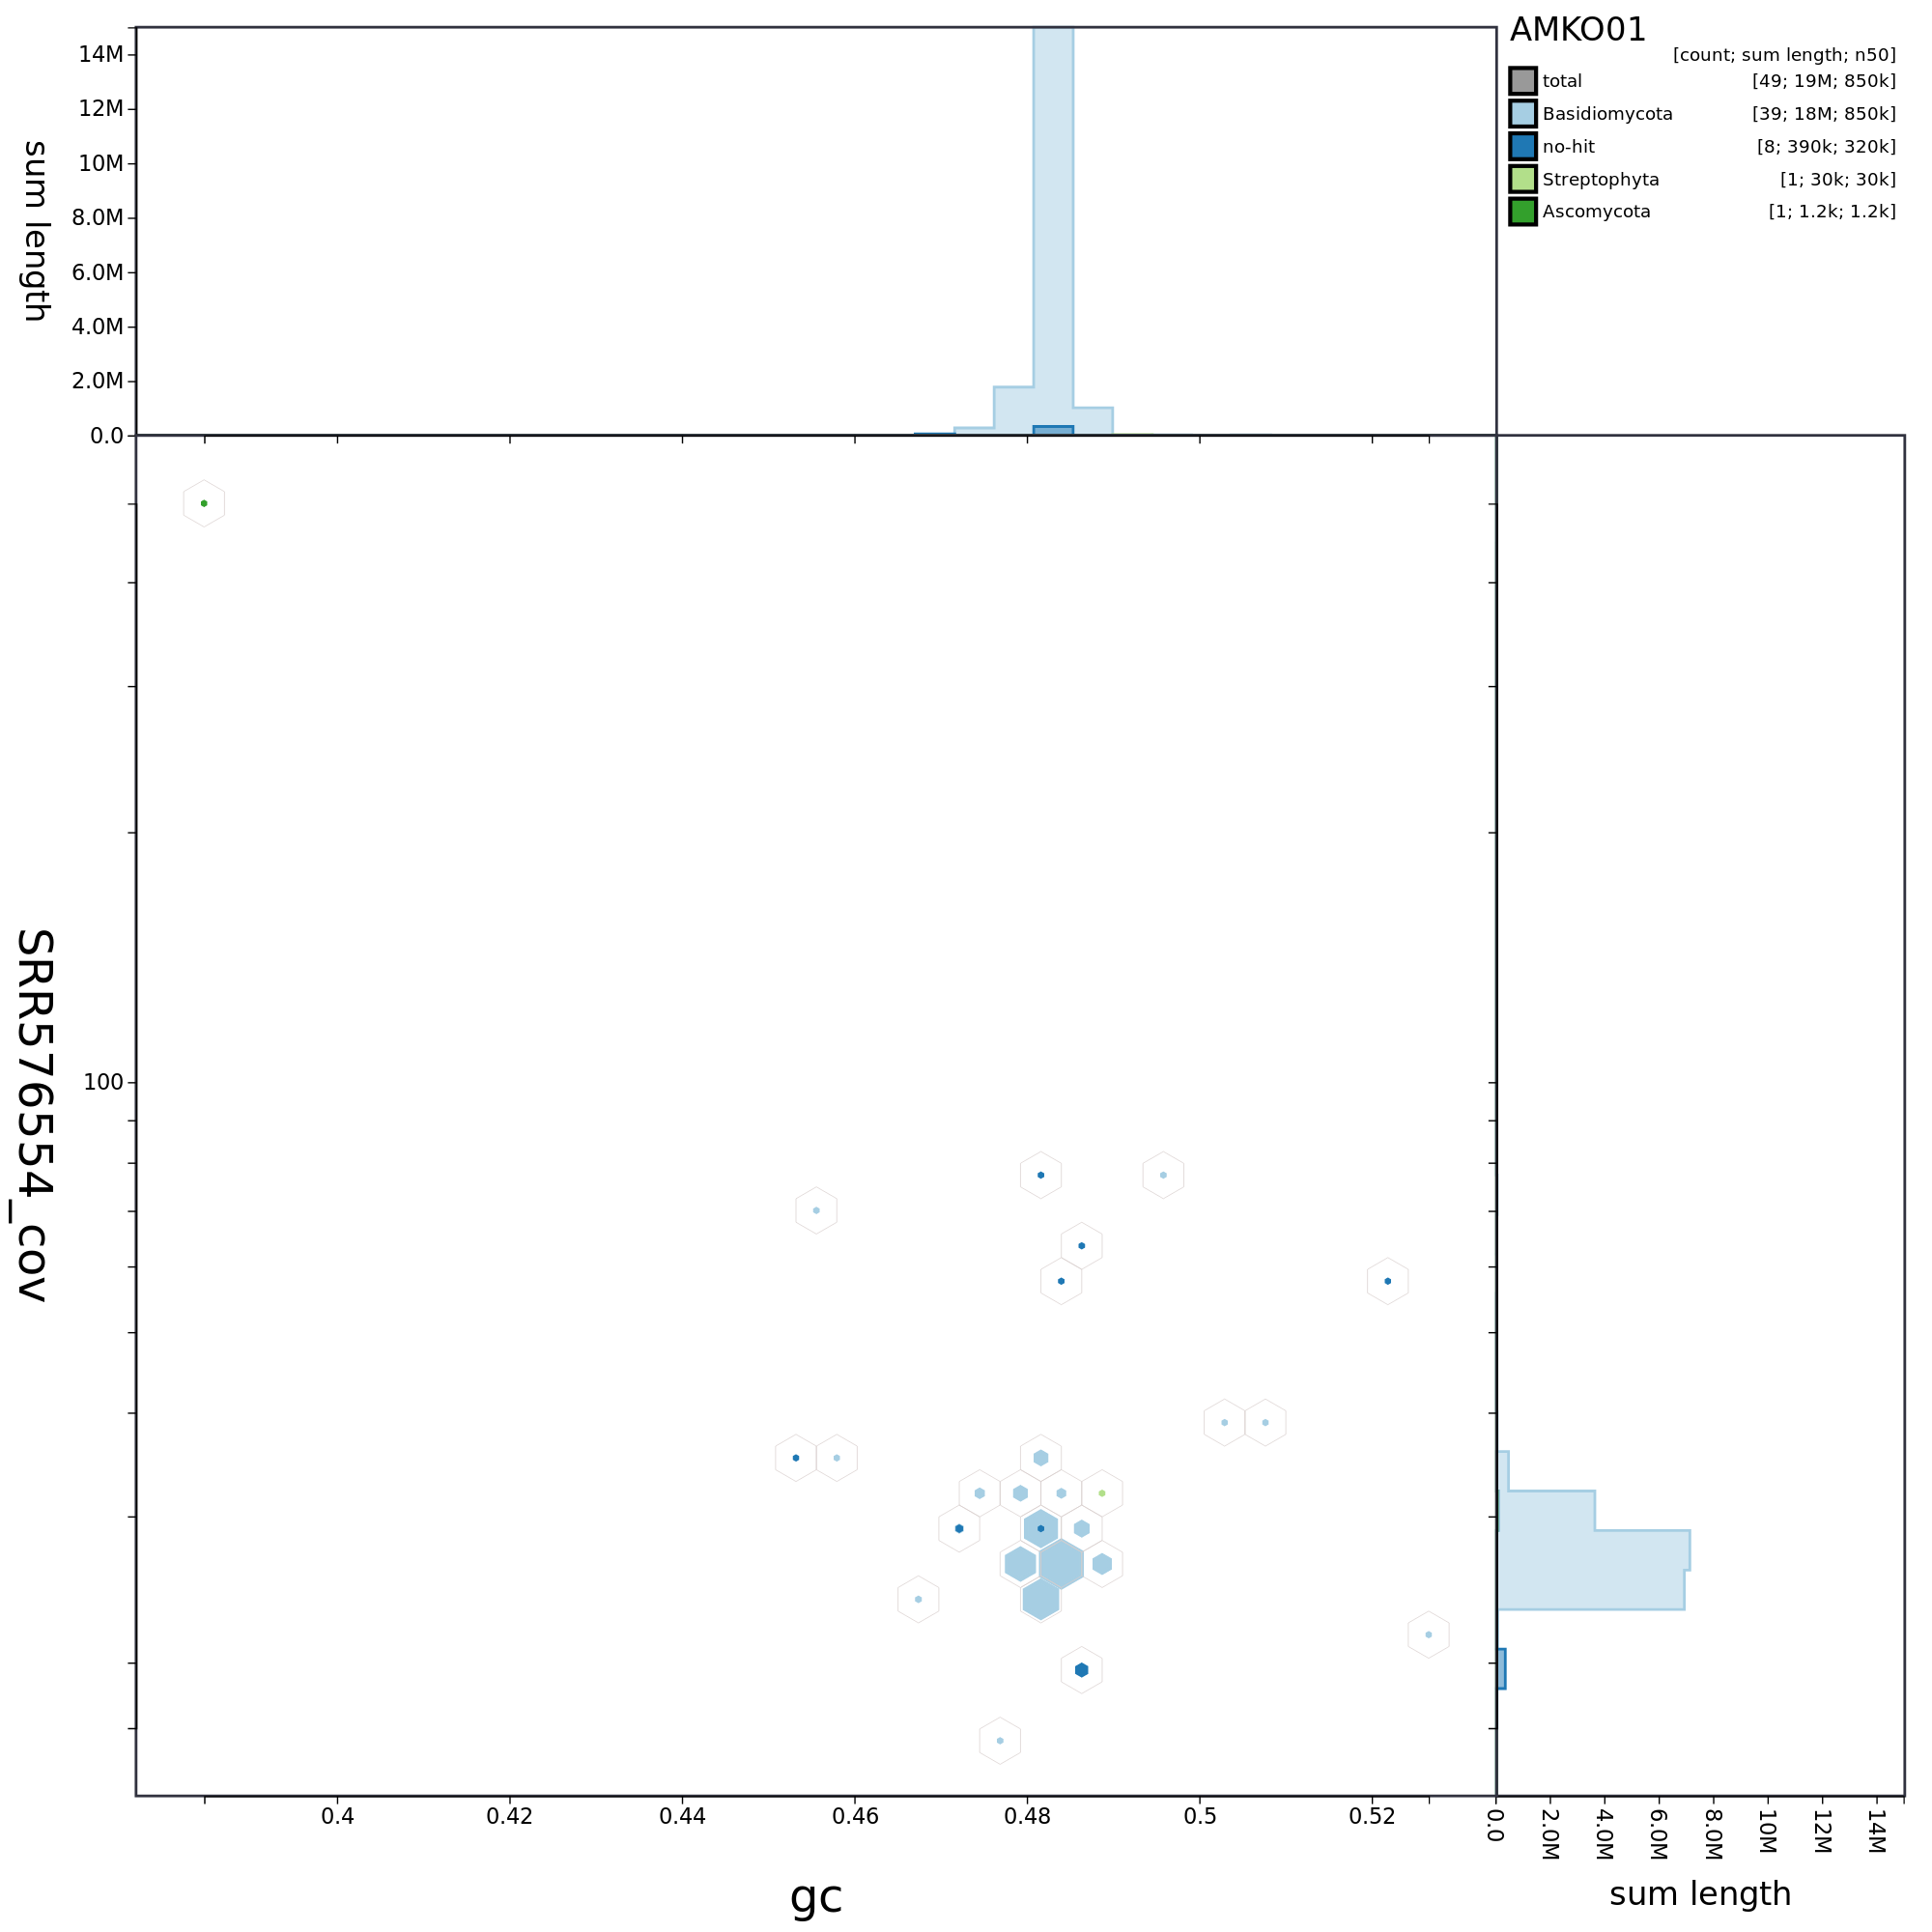 AMKO01
[count; sum length; n50]
total [49; 19M; 850k]
Basidiomycota [39; 18M; 850k]
no-hit [8; 390k; 320k]
Streptophyta [1; 30k; 30k]
Ascomycota [1; 1.2k; 1.2k]
sum length
14M
12M
10M
8.0M
6.0M
4.0M
2.0M
0.0
SRR576554_cov
100
0.4 0.42 0.44 0.46 0.48 0.5 0.52
gc
0.0 2.0M 4.0M 6.0M 8.0M 10M 12M 14M
sum length